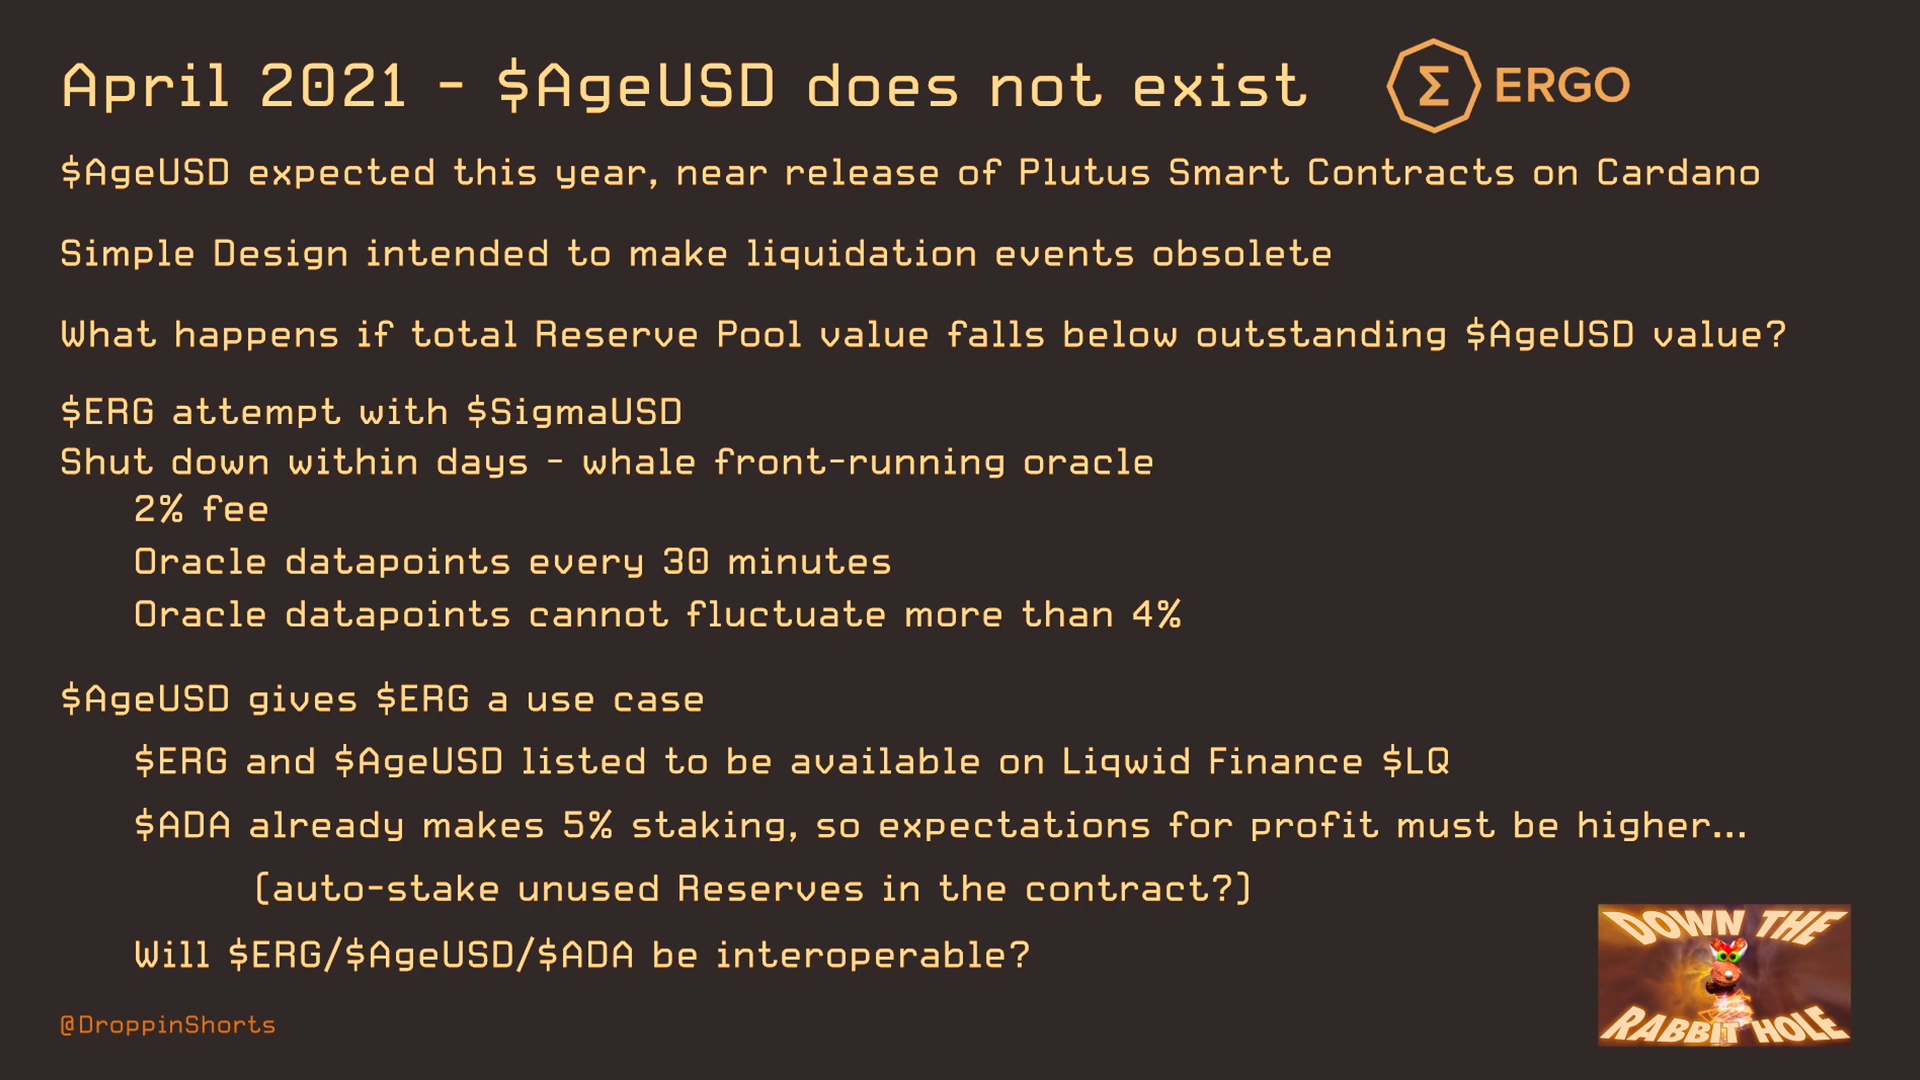 April 2021 - $AgeUSD does not exist
Σ ERGO
$AgeUSD expected this year, near release of Plutus Smart Contracts on Cardano
Simple Design intended to make liquidation events obsolete
What happens if total Reserve Pool value falls below outstanding $AgeUSD value?
$ERG attempt with $SigmaUSD
Shut down within days - whale front-running oracle
2% fee
Oracle datapoints every 30 minutes
Oracle datapoints cannot fluctuate more than 4%
$AgeUSD gives $ERG a use case
$ERG and $AgeUSD listed to be available on Liqwid Finance $LQ
$ADA already makes 5% staking, so expectations for profit must be higher...
(auto-stake unused Reserves in the contract?)
Will $ERG/$AgeUSD/$ADA be interoperable?
@DroppinShorts
DOWN THE
RABBIT HOLE